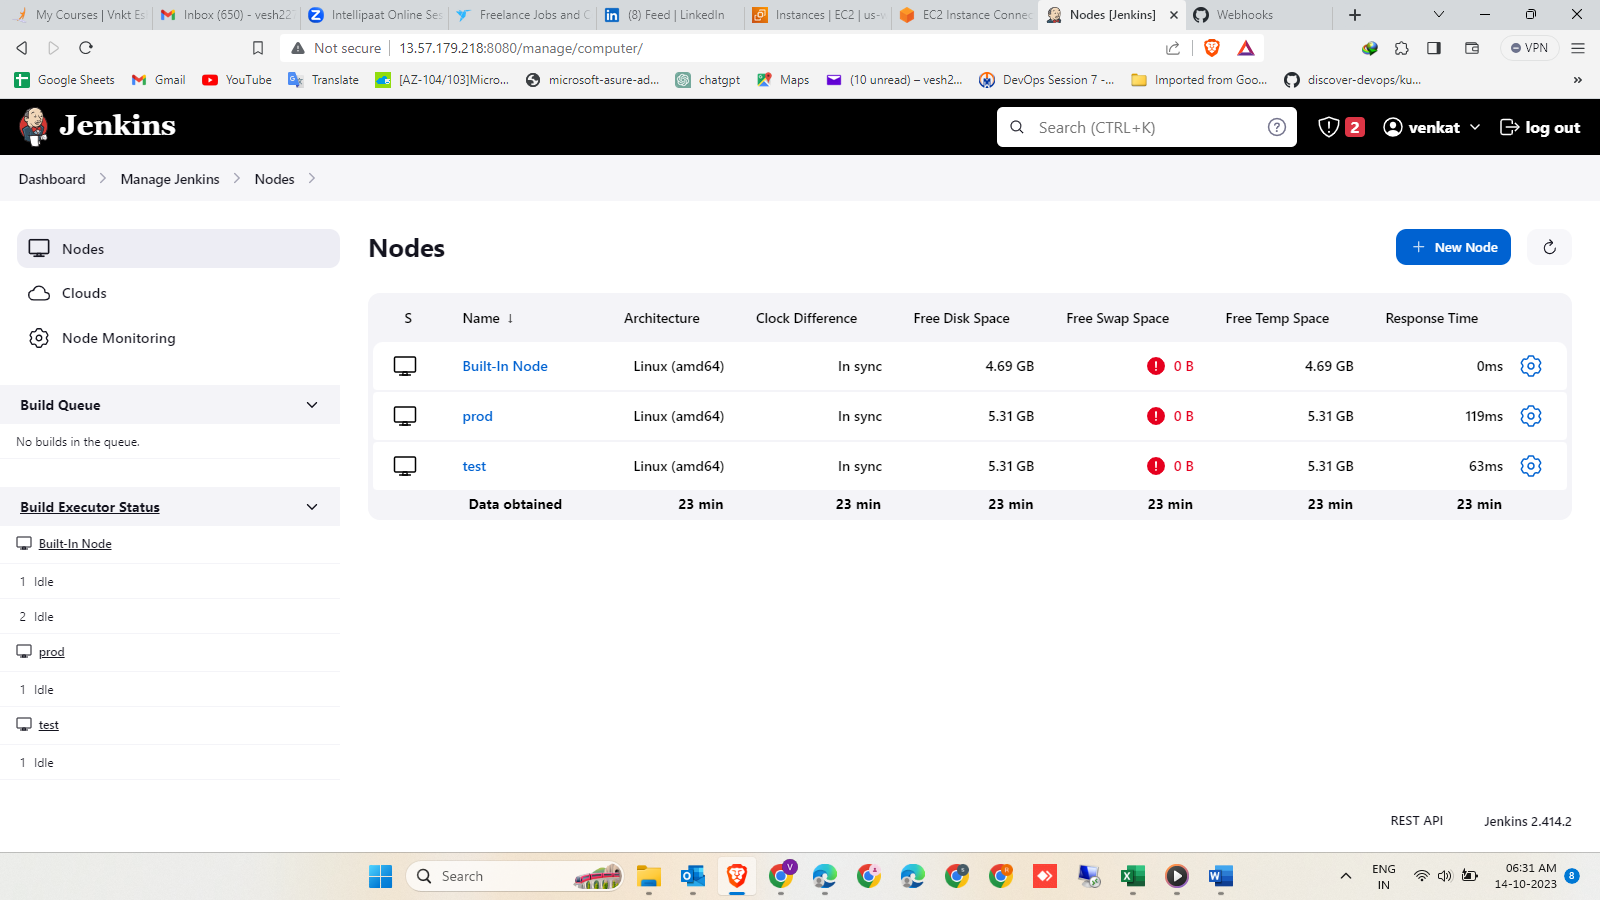 My Courses | Vnkt Es
Inbox (650) - vesh22
Intellipaat Online Ses
Freelance Jobs and C
(8) Feed | LinkedIn
Instances | EC2 | us-w
EC2 Instance Connec
Nodes [Jenkins]
Webhooks
Not secure
13.57.179.218:8080/manage/computer/
VPN
Google Sheets
Gmail
YouTube
Translate
[AZ-104/103]Micro...
microsoft-asure-ad...
chatgpt
Maps
(10 unread) – vesh2...
DevOps Session 7 -...
Imported from Goo...
discover-devops/ku...
»
Jenkins
Search (CTRL+K)
2
venkat
log out
Dashboard
Manage Jenkins
Nodes
Nodes
Clouds
Node Monitoring
Build Queue
No builds in the queue.
Build Executor Status
Built-In Node
1 Idle
2 Idle
prod
1 Idle
test
1 Idle
Nodes
+ New Node
S Name ↓ Architecture Clock Difference Free Disk Space Free Swap Space Free Temp Space Response Time
Built-In Node Linux (amd64) In sync 4.69 GB 0 B 4.69 GB 0ms
prod Linux (amd64) In sync 5.31 GB 0 B 5.31 GB 119ms
test Linux (amd64) In sync 5.31 GB 0 B 5.31 GB 63ms
Data obtained 23 min 23 min 23 min 23 min 23 min 23 min
REST API
Jenkins 2.414.2
Search
ENG
IN
06:31 AM
14-10-2023
8